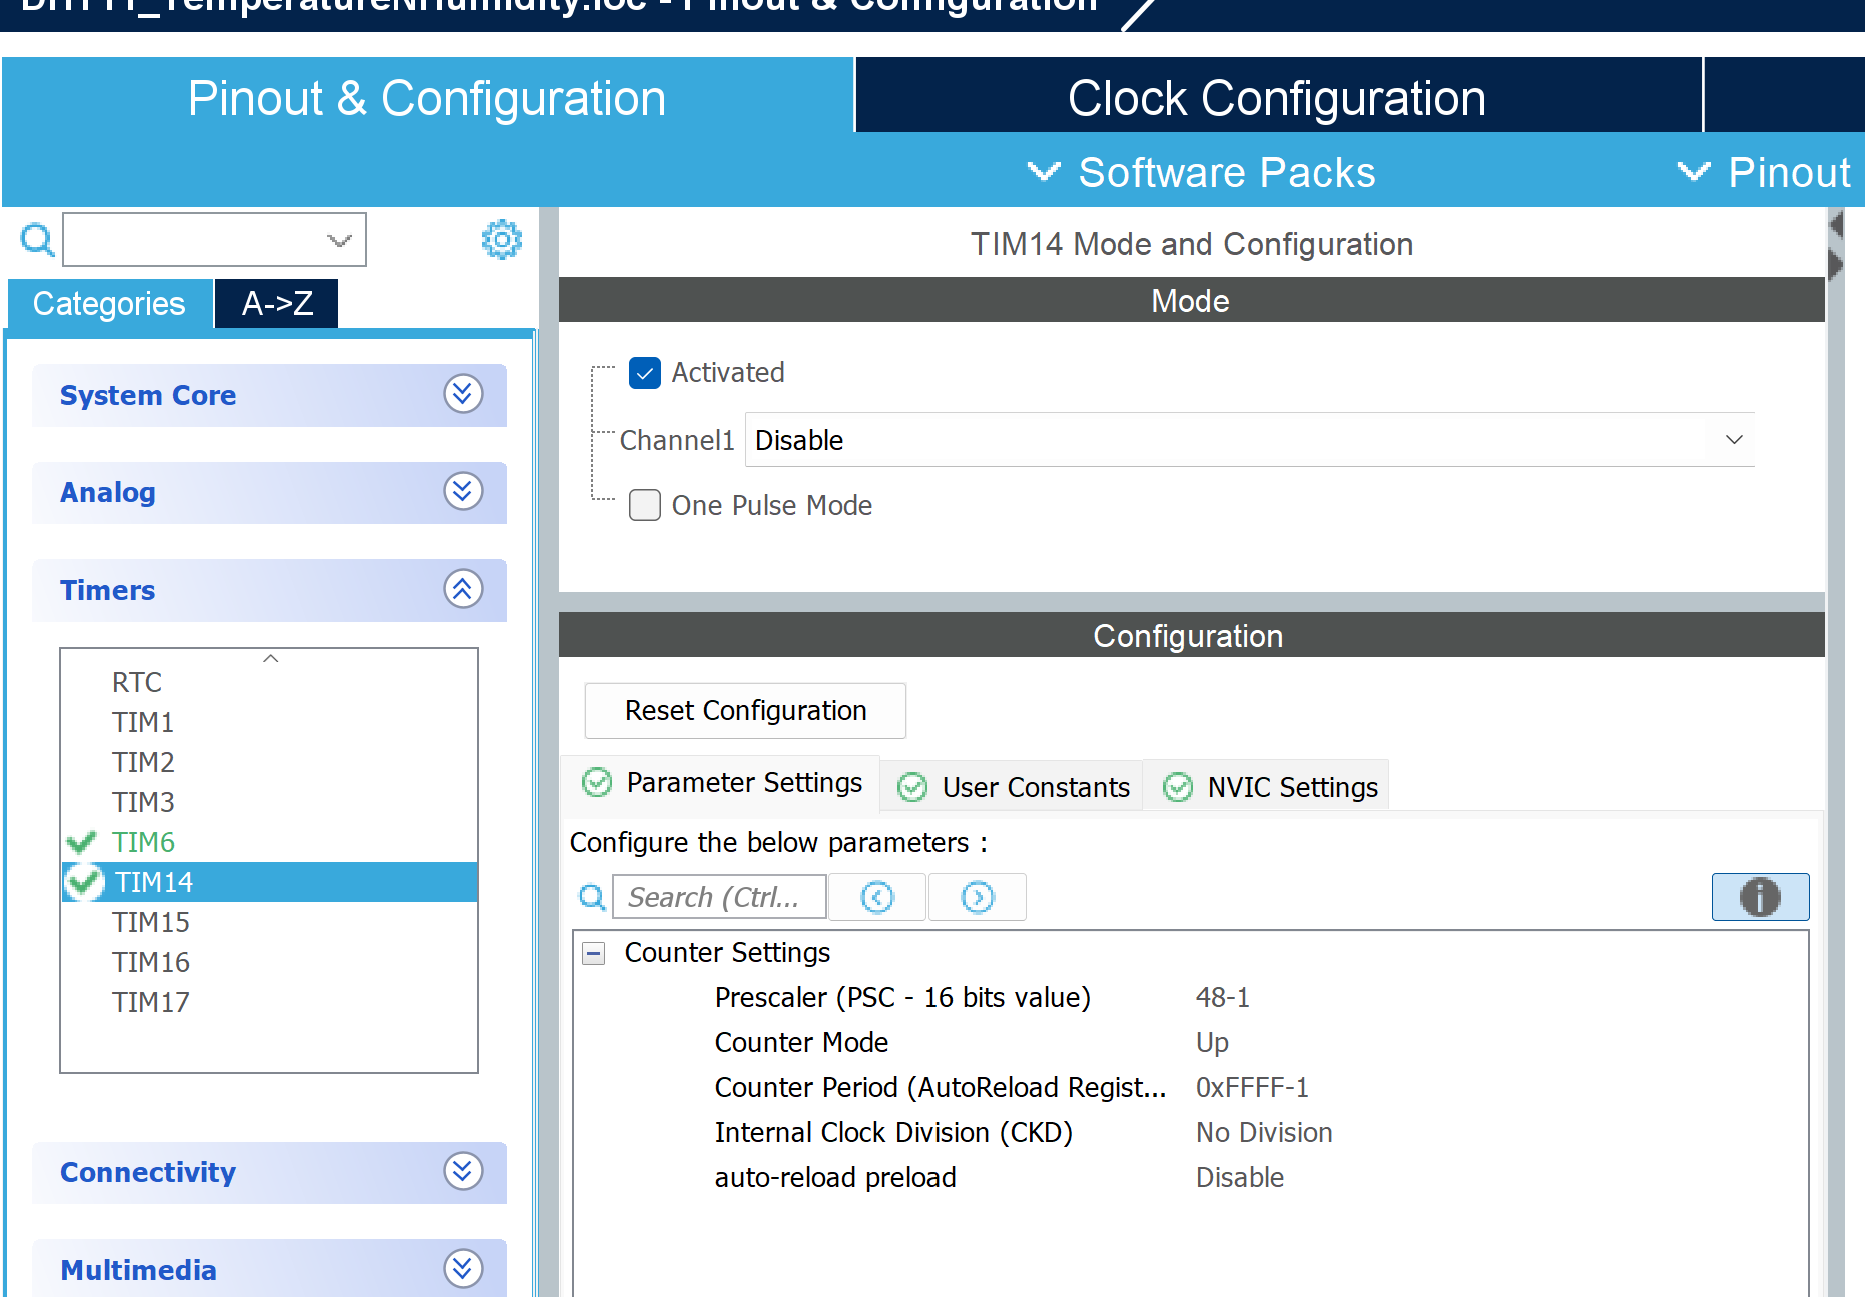 DHT11_TemperatureNHumidity.ioc - Pinout & Configuration
Pinout & Configuration
Clock Configuration
Software Packs
Pinout
Categories
A->Z
System Core
Analog
Timers
RTC
TIM1
TIM2
TIM3
TIM6
TIM14
TIM15
TIM16
TIM17
Connectivity
Multimedia
TIM14 Mode and Configuration
Mode
Activated
Channel1 Disable
One Pulse Mode
Configuration
Reset Configuration
Parameter Settings
User Constants
NVIC Settings
Configure the below parameters :
Search (Ctrl...
Counter Settings
Prescaler (PSC - 16 bits value) 48-1
Counter Mode Up
Counter Period (AutoReload Regist... 0xFFFF-1
Internal Clock Division (CKD) No Division
auto-reload preload Disable